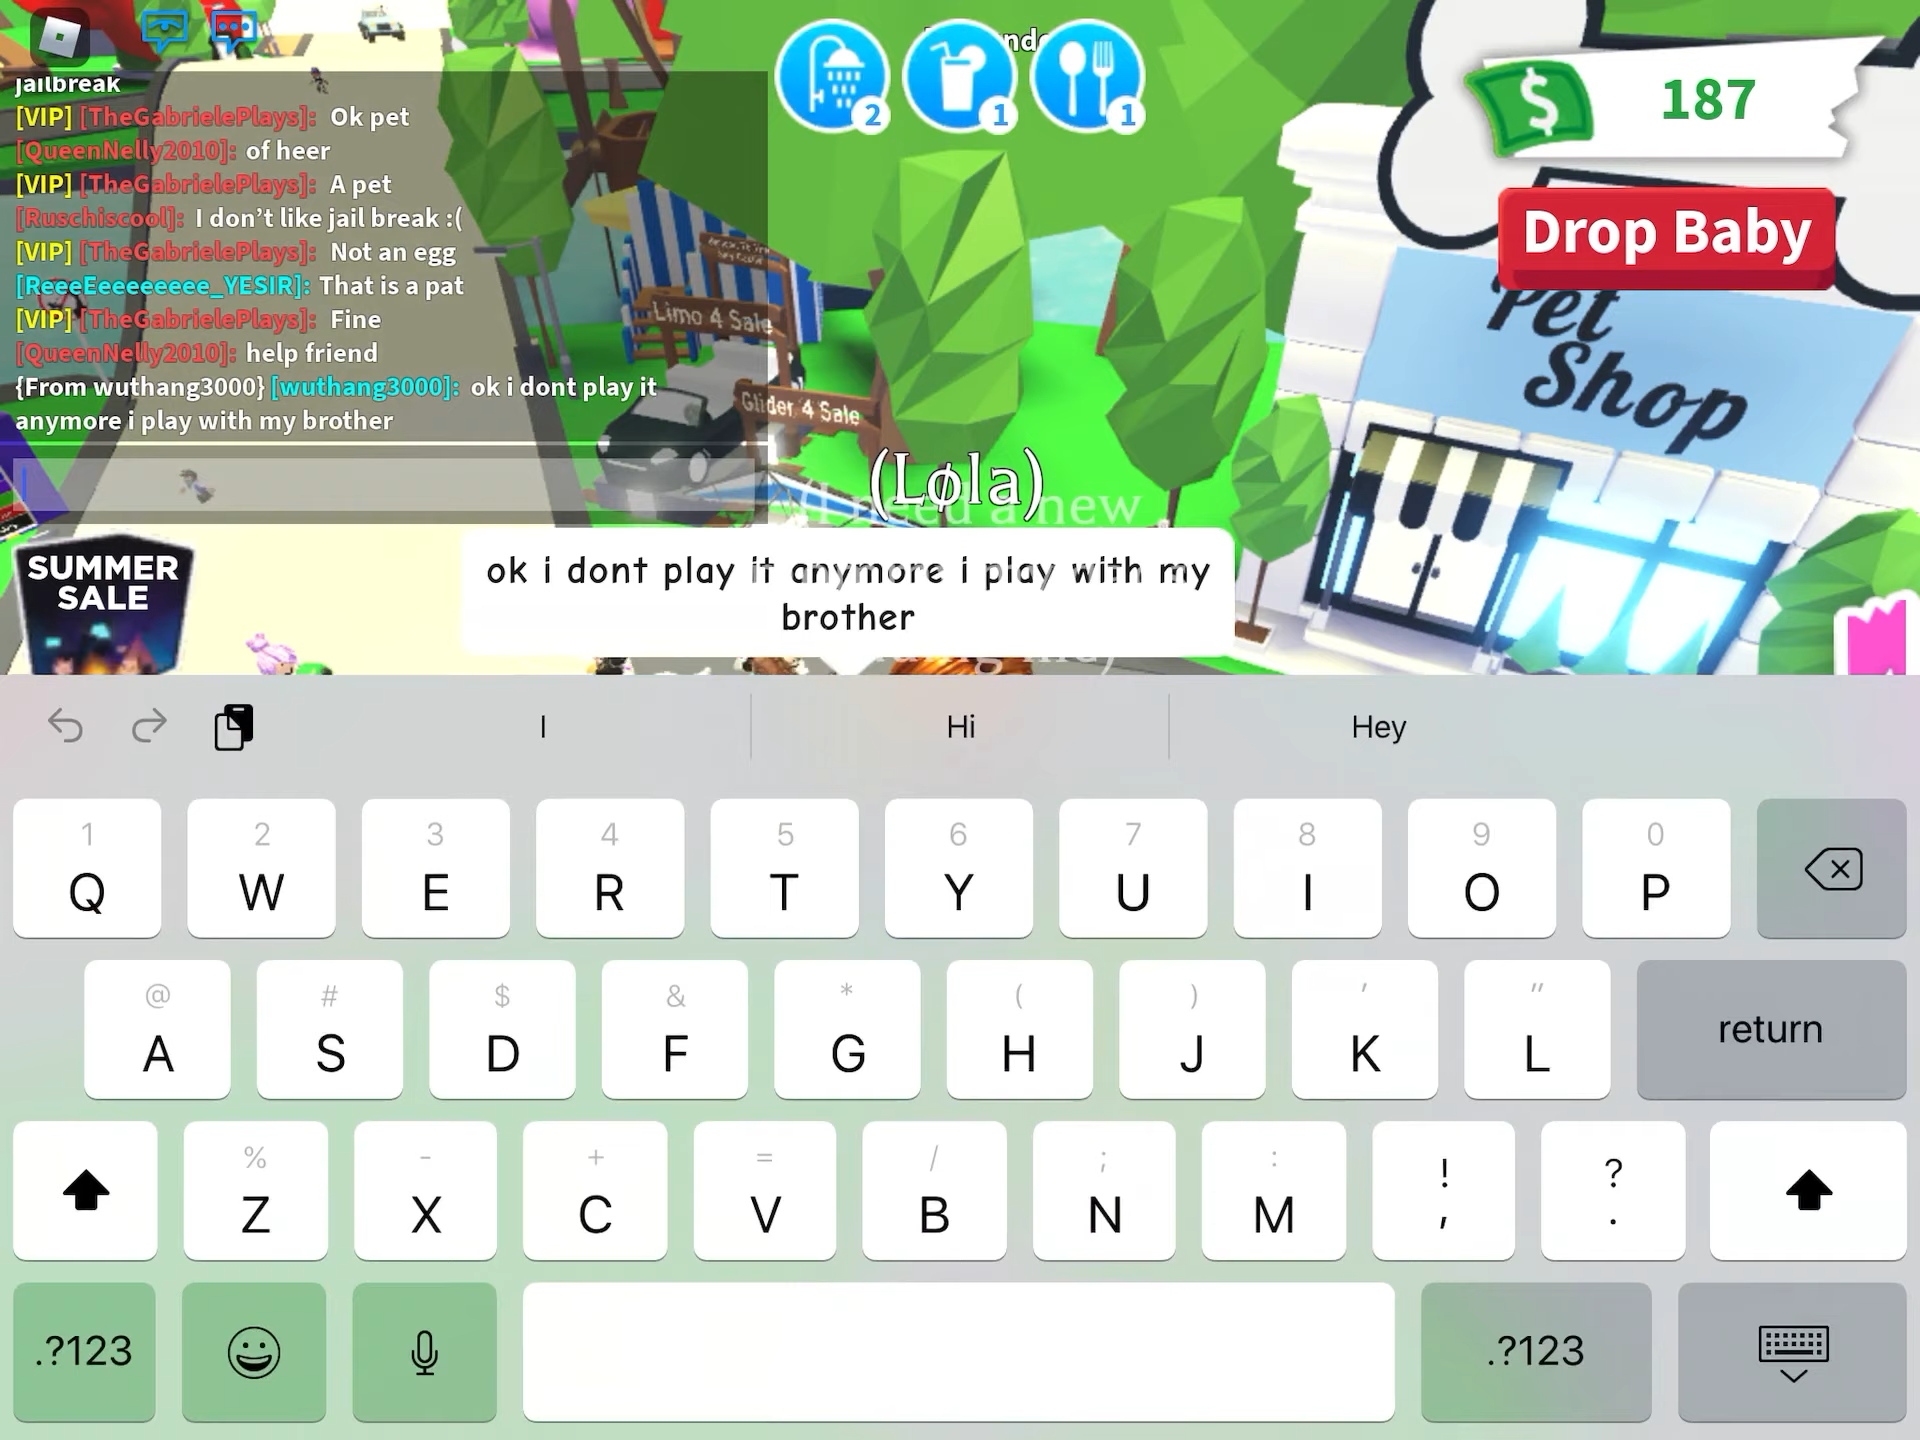 jailbreak
[VIP] [TheGabrielePlays]: Ok pet
[QueenNelly2010]: of heer
[VIP] [TheGabrielePlays]: A pet
[Ruschiscool]: I don't like jail break :(
[VIP] [TheGabrielePlays]: Not an egg
[ReeeEeeeeeeee_YESIR]: That is a pat
[VIP] [TheGabrielePlays]: Fine
[QueenNelly2010]: help friend
{From wuthang3000} [wuthang3000]: ok i dont play it
anymore i play with my brother
2
1
1
187
Drop Baby
Pet
Shop
Limo 4 Sale
Glider 4 Sale
(Løla)
(I need a new
ok i dont play it anymore i play with my
brother
SUMMER
SALE
I Hi Hey
1 2 3 4 5 6 7 8 9 0
Q W E R T Y U I O P
@ # $ & * ( ) ' "
A S D F G H J K L return
% - + = / ; : ! ?
Z X C V B N M , .
.?123 .?123